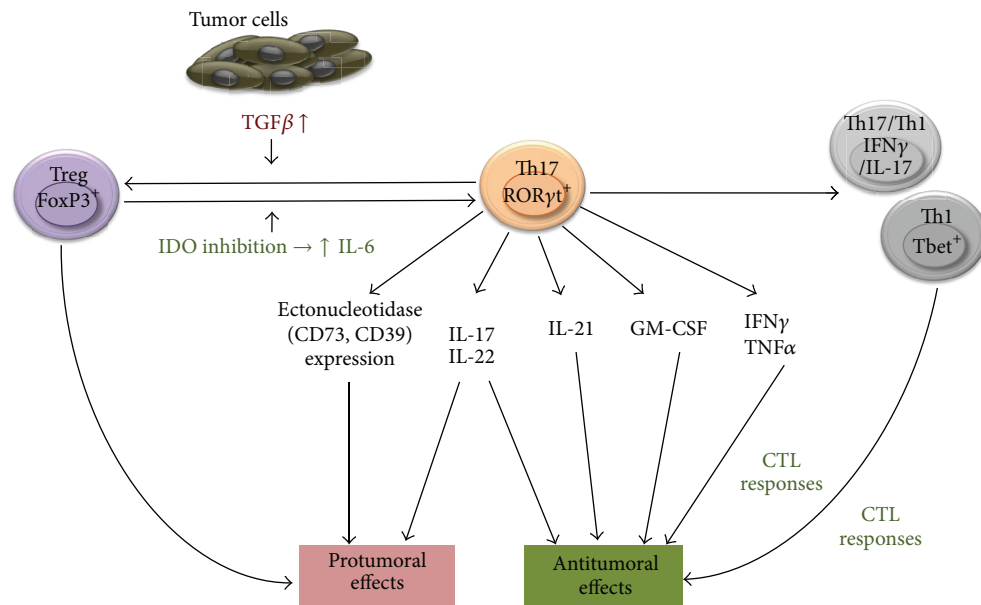 Tumor cells
TGFβ ↑
Treg
FoxP3+
Th17
RORγt+
Th17/Th1
IFNγ
/IL-17
Th1
Tbet+
IDO inhibition → ↑ IL-6
Ectonucleotidase
(CD73, CD39)
expression
IL-17
IL-22
IL-21
GM-CSF
IFNγ
TNFα
CTL
responses
CTL
responses
Protumoral
effects
Antitumoral
effects